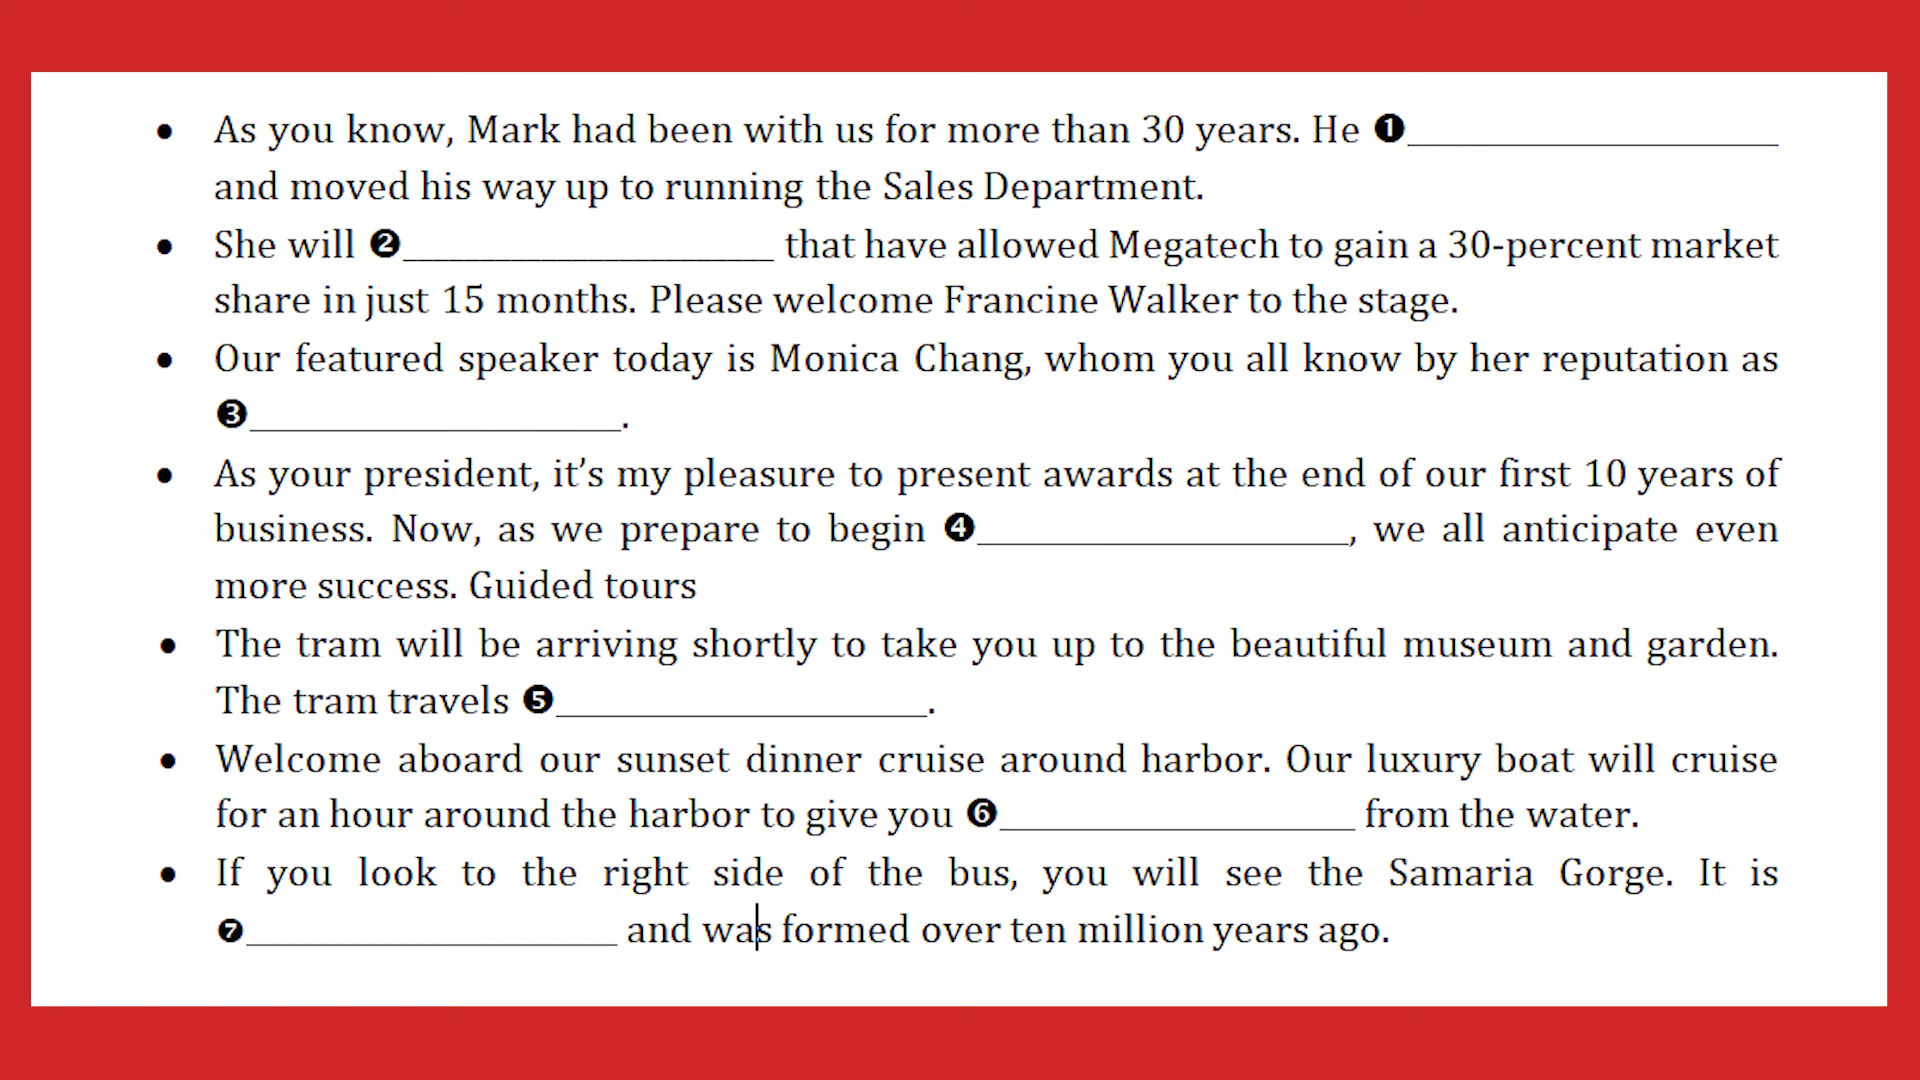 • As you know, Mark had been with us for more than 30 years. He ❶____________________
and moved his way up to running the Sales Department.
• She will ❷____________________ that have allowed Megatech to gain a 30-percent market
share in just 15 months. Please welcome Francine Walker to the stage.
• Our featured speaker today is Monica Chang, whom you all know by her reputation as
❸____________________.
• As your president, it’s my pleasure to present awards at the end of our first 10 years of
business. Now, as we prepare to begin ❹____________________, we all anticipate even
more success. Guided tours
• The tram will be arriving shortly to take you up to the beautiful museum and garden.
The tram travels ❺____________________.
• Welcome aboard our sunset dinner cruise around harbor. Our luxury boat will cruise
for an hour around the harbor to give you ❻____________________ from the water.
• If you look to the right side of the bus, you will see the Samaria Gorge. It is
❼____________________ and was formed over ten million years ago.